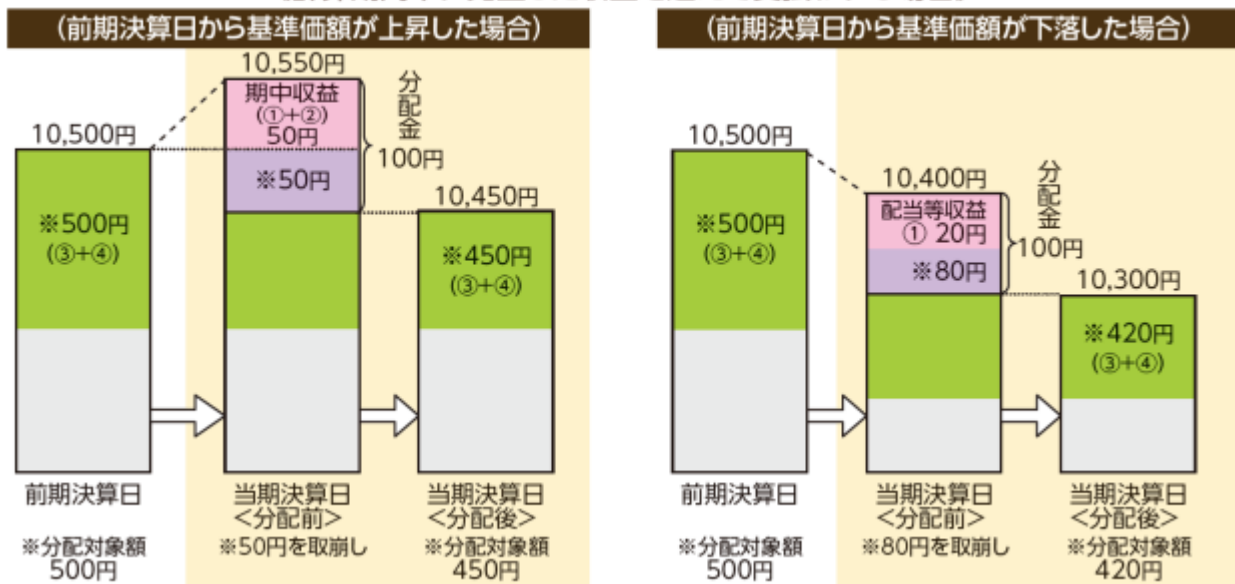 (前期決算日から基準価額が上昇した場合)
10,550円
期中収益
(①+②)
50円
分配金
100円
10,500円
※50円
10,450円
※500円
(③+④)
※450円
(③+④)
前期決算日
当期決算日
<分配前>
当期決算日
<分配後>
※分配対象額
500円
※50円を取崩し
※分配対象額
450円
(前期決算日から基準価額が下落した場合)
10,500円
10,400円
配当等収益
① 20円
分配金
100円
※80円
10,300円
※500円
(③+④)
※420円
(③+④)
前期決算日
当期決算日
<分配前>
当期決算日
<分配後>
※分配対象額
500円
※80円を取崩し
※分配対象額
420円